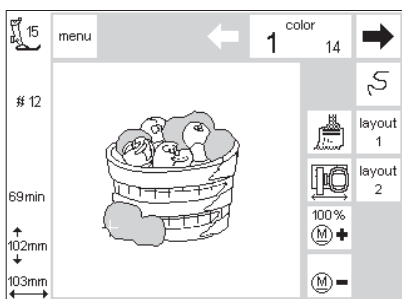 15
menu
color
1 14
# 12
layout
1
layout
2
69min
102mm
103mm
100%
M +
M -